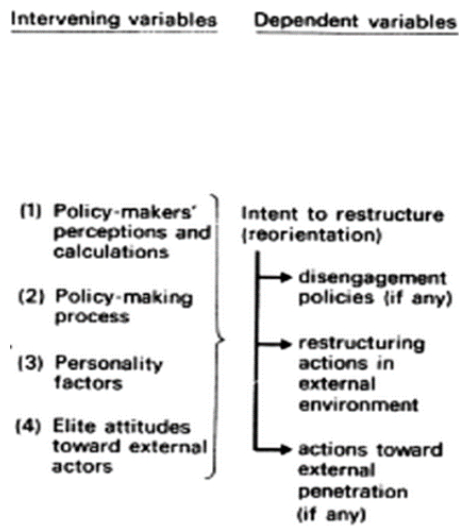 Intervening variables
Dependent variables
(1) Policy-makers'
perceptions and
calculations
(2) Policy-making
process
(3) Personality
factors
(4) Elite attitudes
toward external
actors
Intent to restructure
(reorientation)
disengagement
policies (if any)
restructuring
actions in
external
environment
actions toward
external
penetration
(if any)